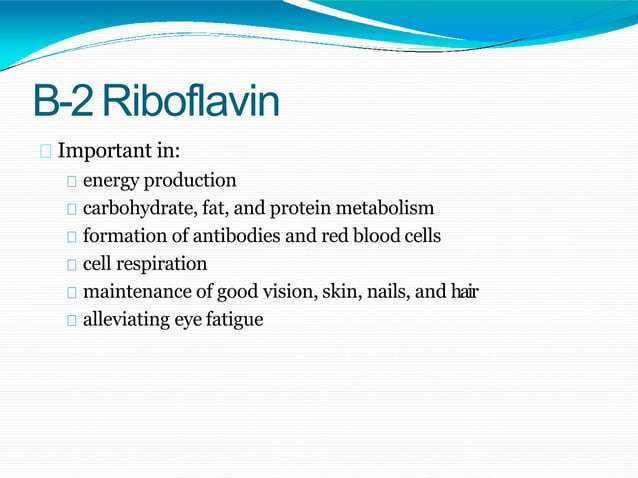 B-2 Riboflavin
Important in:
energy production
carbohydrate, fat, and protein metabolism
formation of antibodies and red blood cells
cell respiration
maintenance of good vision, skin, nails, and hair
alleviating eye fatigue